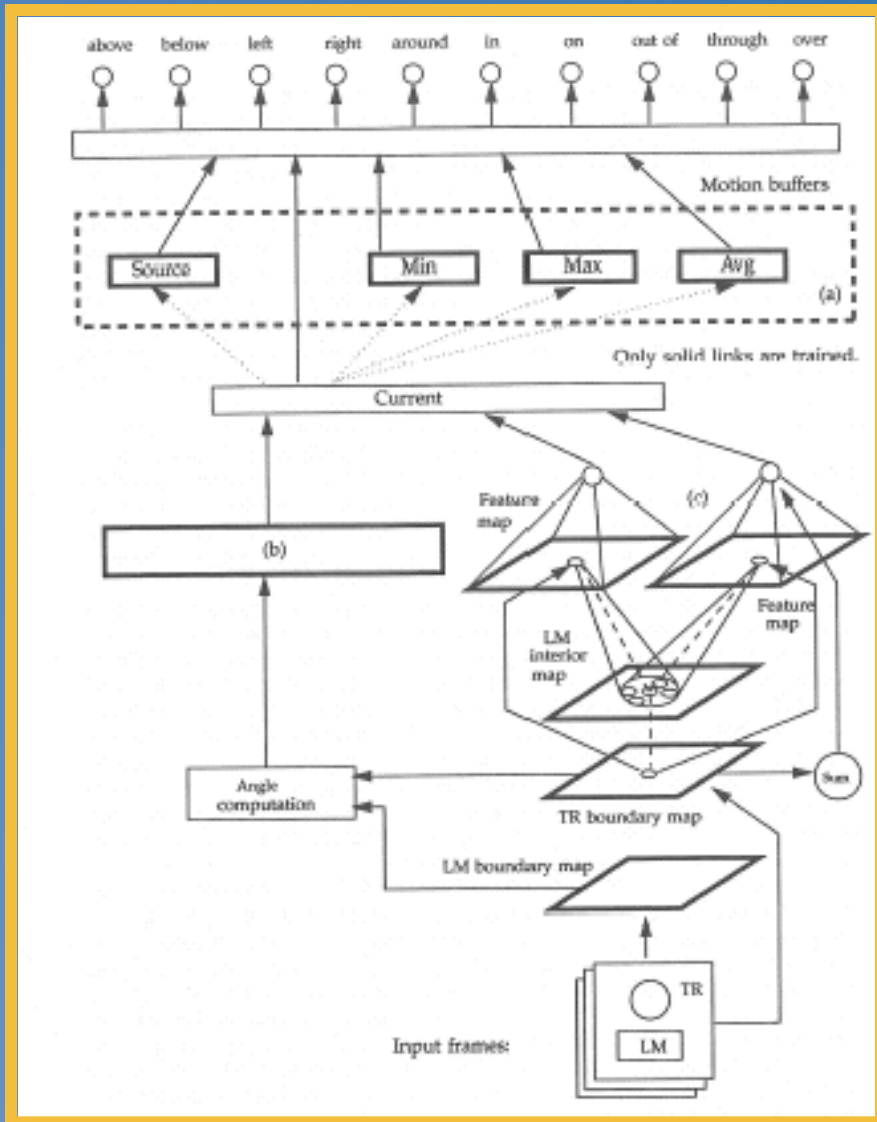 above below left right around in on out of through over
Motion buffers
Source Min Max Avg
(a)
Only solid links are trained.
Current
Feature
map
(c)
(b)
Feature
map
LM
interior
map
Angle
computation
Sum
TR boundary map
LM boundary map
TR
LM
Input frames: